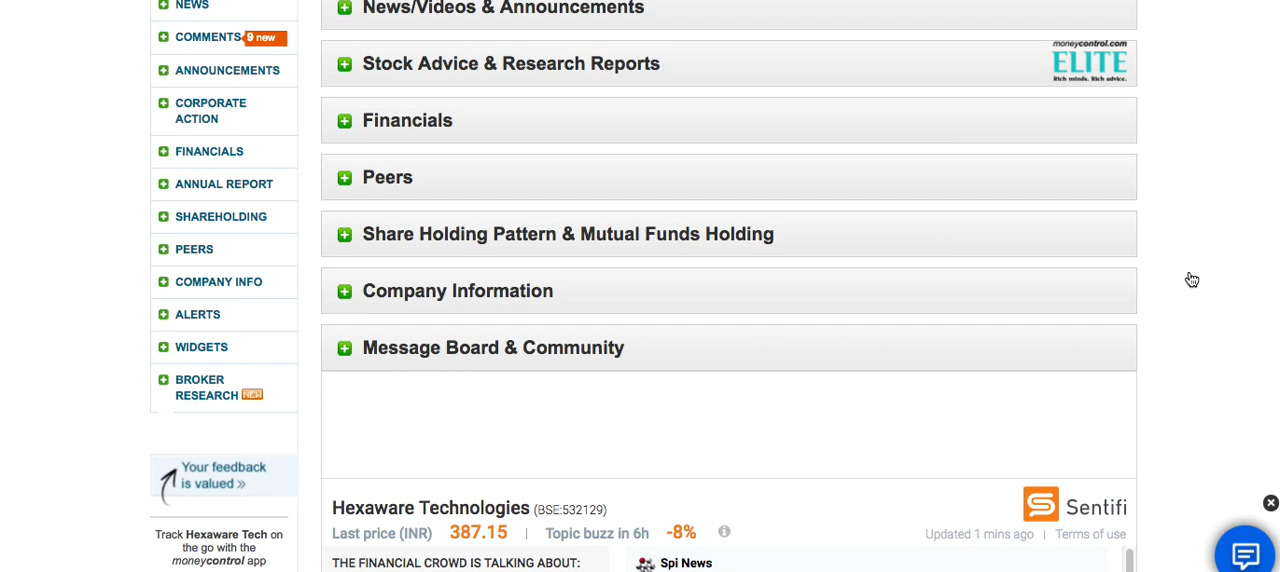 NEWS
COMMENTS 9 new
ANNOUNCEMENTS
CORPORATE
ACTION
FINANCIALS
ANNUAL REPORT
SHAREHOLDING
PEERS
COMPANY INFO
ALERTS
WIDGETS
BROKER
RESEARCH NEW
Your feedback
is valued »
Track Hexaware Tech on
the go with the
moneycontrol app
News/Videos & Announcements
Stock Advice & Research Reports
moneycontrol.com
ELITE
Rich minds. Rich advice.
Financials
Peers
Share Holding Pattern & Mutual Funds Holding
Company Information
Message Board & Community
Hexaware Technologies (BSE:532129)
S Sentifi
Last price (INR) 387.15 | Topic buzz in 6h -8%
Updated 1 mins ago | Terms of use
THE FINANCIAL CROWD IS TALKING ABOUT:
Spi News